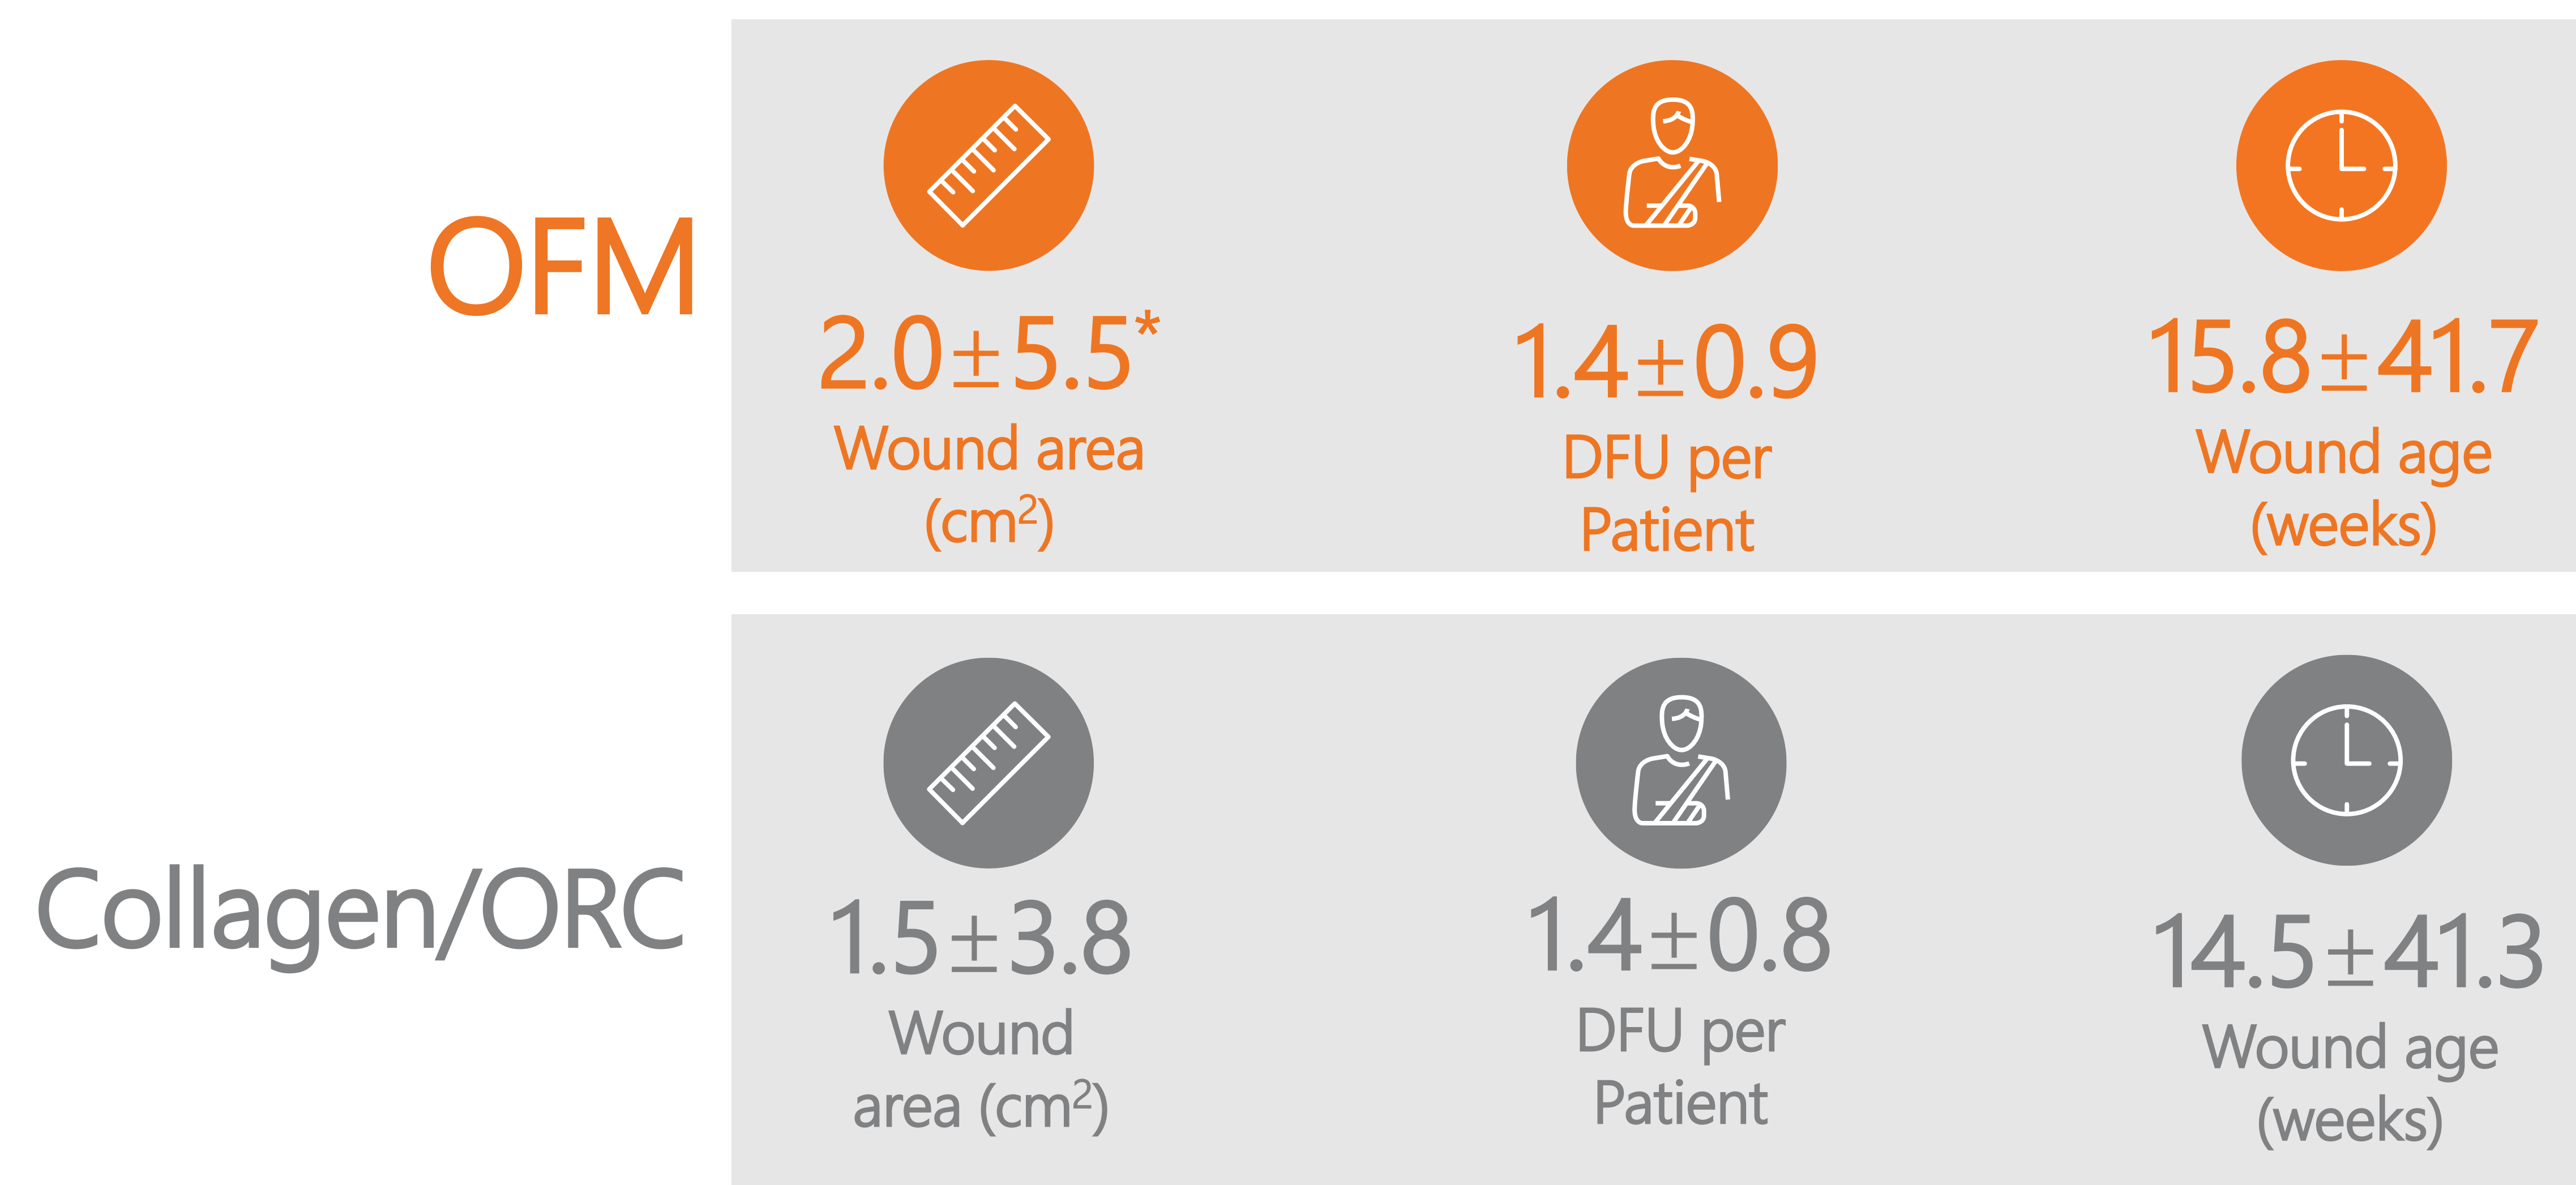 OFM
2.0±5.5*
Wound area
(cm²)
1.4±0.9
DFU per
Patient
15.8±41.7
Wound age
(weeks)
Collagen/ORC
1.5±3.8
Wound
area (cm²)
1.4±0.8
DFU per
Patient
14.5±41.3
Wound age
(weeks)